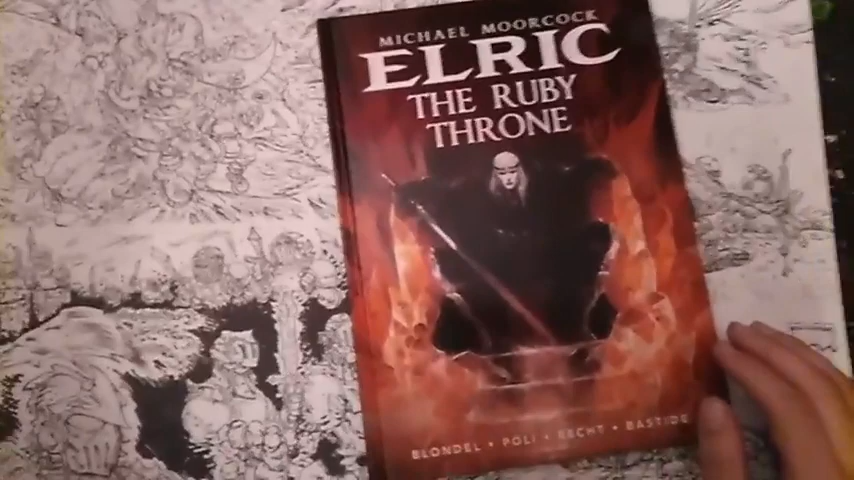 MICHAEL MOORCOCK
ELRIC
THE RUBY
THRONE
BLONDEL • POLI • RECHT • BASTIDE